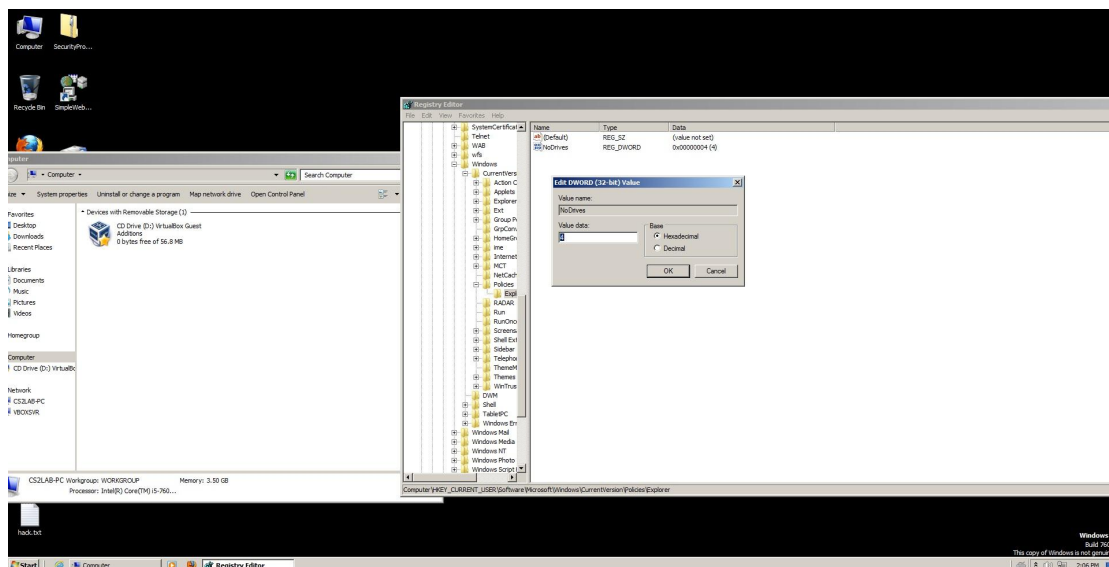 Computer
SecurityPro...
Recycle Bin
SimpleWeb...
Computer
Search Computer
System properties
Uninstall or change a program
Map network drive
Open Control Panel
Favorites
Desktop
Downloads
Recent Places
Libraries
Documents
Music
Pictures
Videos
Homegroup
Computer
CD Drive (D:) VirtualBo
Network
CS2LAB-PC
VBOXSVR
Devices with Removable Storage (1)
CD Drive (D:) VirtualBox Guest
Additions
0 bytes free of 56.8 MB
CS2LAB-PC Workgroup: WORKGROUP Memory: 3.50 GB
Processor: Intel(R) Core(TM) i5-760...
Registry Editor
File Edit View Favorites Help
SystemCertificat
Telnet
WAB
wfs
Windows
CurrentVers
Action C
Applets
Explorer
Ext
Group P
GrpConv
HomeGr
ime
Internet
MCT
NetCach
Policies
Expl
RADAR
Run
RunOnc
Screens
Shell Ext
Sidebar
Telepho
ThemeM
Themes
WinTrus
DWM
Shell
TabletPC
Windows Err
Windows Mail
Windows Media
Windows NT
Windows Photo
Windows Script
Name Type Data
(Default) REG_SZ (value not set)
NoDrives REG_DWORD 0x00000004 (4)
Edit DWORD (32-bit) Value
Value name:
NoDrives
Value data:
4
Base
Hexadecimal
Decimal
OK Cancel
Computer\HKEY_CURRENT_USER\Software\Microsoft\Windows\CurrentVersion\Policies\Explorer
hack.txt
Windows
Build 760
This copy of Windows is not genuin
Start
Computer
Registry Editor
2:06 PM